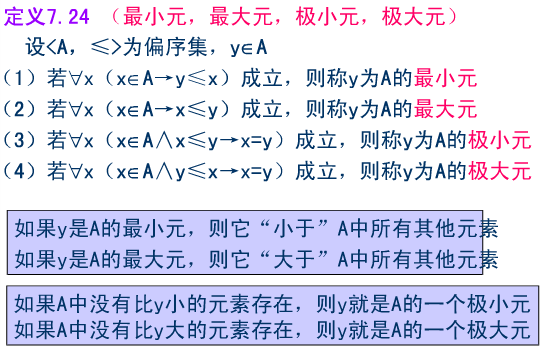 定义7.24 （最小元，最大元，极小元，极大元）
设<A，≤>为偏序集，y∈A
（1）若∀x（x∈A→y≤x）成立，则称y为A的最小元
（2）若∀x（x∈A→x≤y）成立，则称y为A的最大元
（3）若∀x（x∈A∧x≤y→x=y）成立，则称y为A的极小元
（4）若∀x（x∈A∧y≤x→x=y）成立，则称y为A的极大元
如果y是A的最小元，则它“小于”A中所有其他元素
如果y是A的最大元，则它“大于”A中所有其他元素
如果A中没有比y小的元素存在，则y就是A的一个极小元
如果A中没有比y大的元素存在，则y就是A的一个极大元